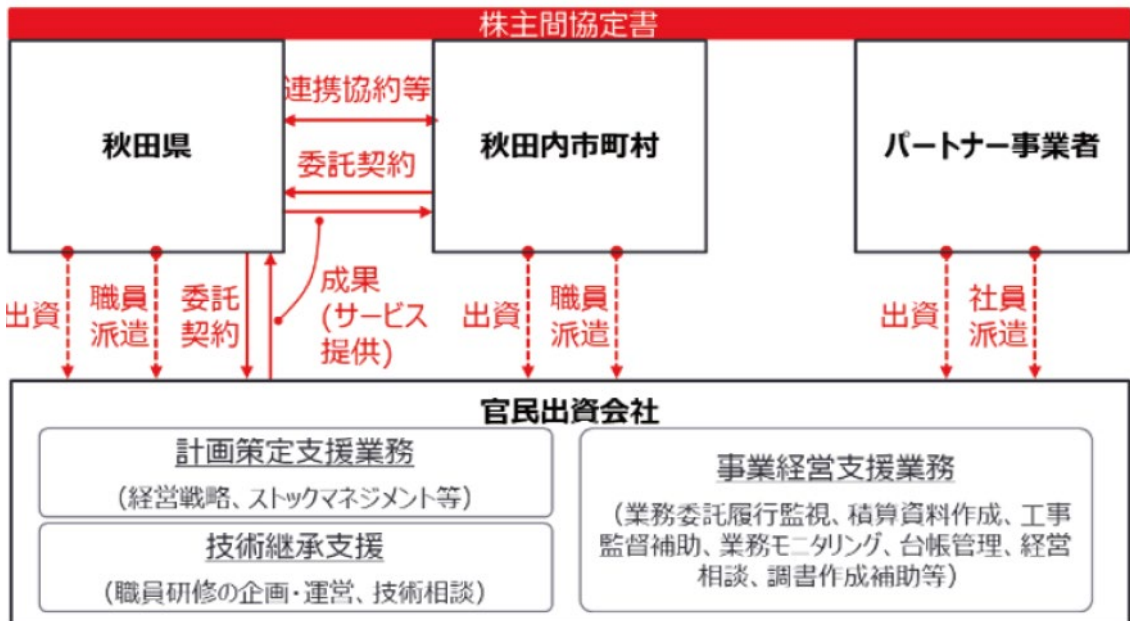 株主間協定書
連携協約等
秋田県
秋田内市町村
パートナー事業者
委託契約
出資
職員
派遣
委託
契約
成果
(サービス
提供)
出資
職員
派遣
出資
社員
派遣
官民出資会社
計画策定支援業務
（経営戦略、ストックマネジメント等）
技術継承支援
（職員研修の企画・運営、技術相談）
事業経営支援業務
（業務委託履行監視、積算資料作成、工事
監督補助、業務モニタリング、台帳管理、経営
相談、調書作成補助等）